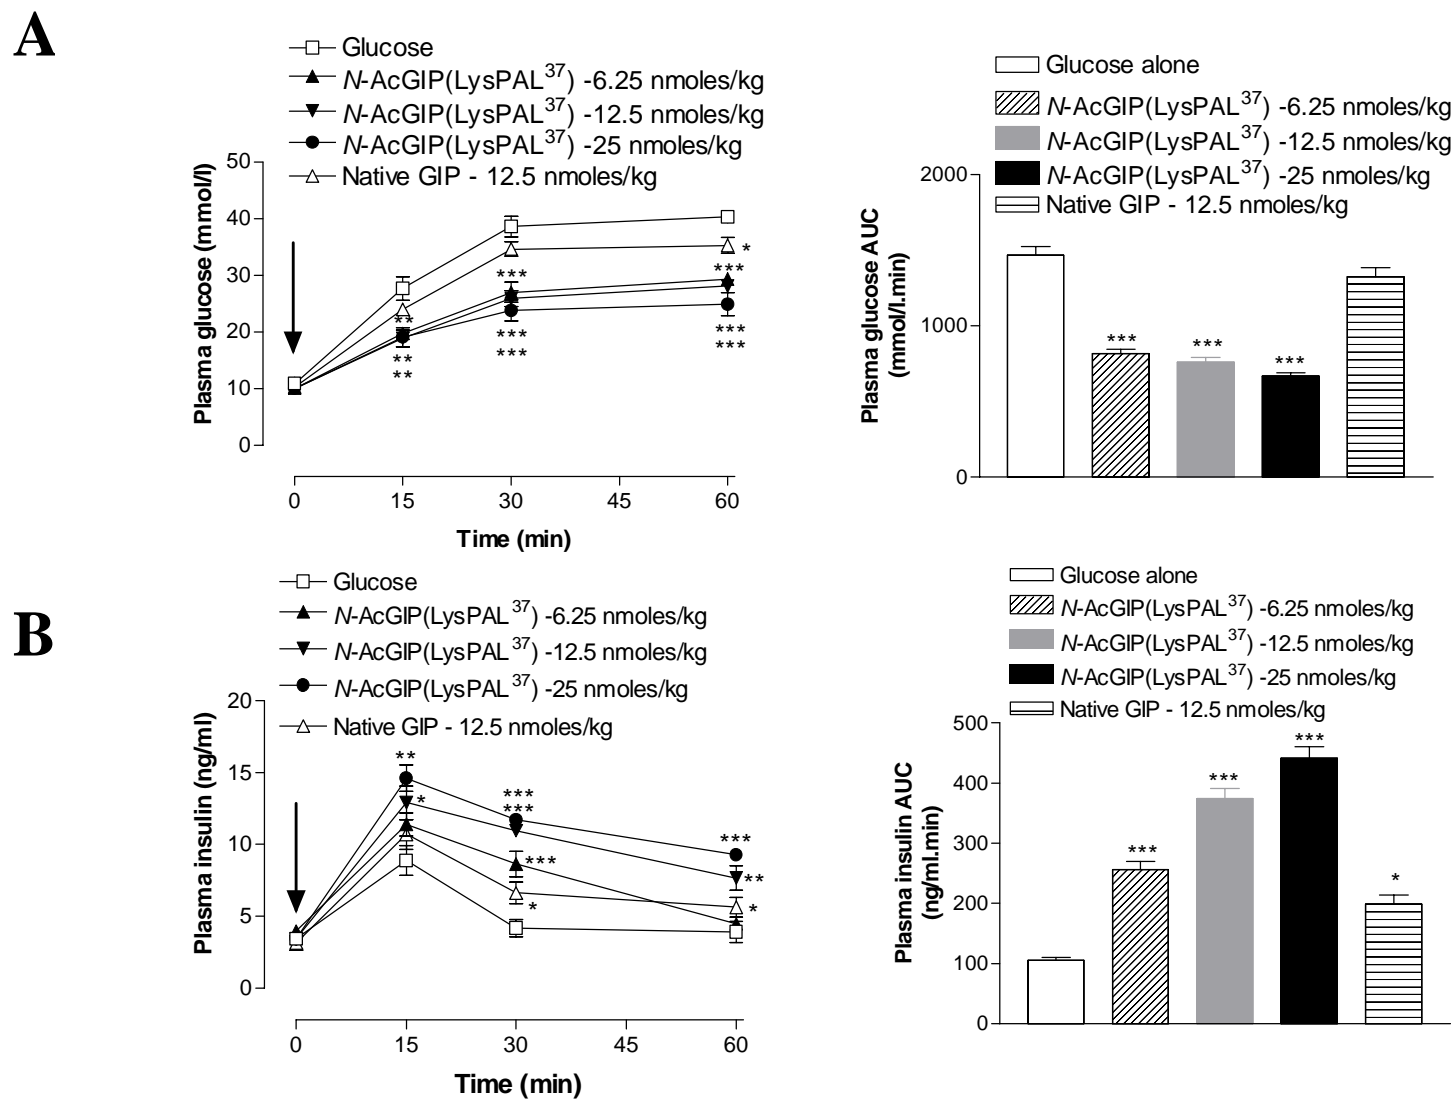 A
Glucose
N-AcGIP(LysPAL37) -6.25 nmoles/kg
N-AcGIP(LysPAL37) -12.5 nmoles/kg
N-AcGIP(LysPAL37) -25 nmoles/kg
Native GIP - 12.5 nmoles/kg
Plasma glucose (mmol/l)
50
40
30
20
10
0
*
***
***
**
***
***
***
***
**
**
0 15 30 45 60
Time (min)
Glucose alone
N-AcGIP(LysPAL37) -6.25 nmoles/kg
N-AcGIP(LysPAL37) -12.5 nmoles/kg
N-AcGIP(LysPAL37) -25 nmoles/kg
Native GIP - 12.5 nmoles/kg
Plasma glucose AUC
(mmol/l.min)
2000
1000
0
*** *** ***
B
Glucose
N-AcGIP(LysPAL37) -6.25 nmoles/kg
N-AcGIP(LysPAL37) -12.5 nmoles/kg
N-AcGIP(LysPAL37) -25 nmoles/kg
Native GIP - 12.5 nmoles/kg
Plasma insulin (ng/ml)
20
15
10
5
0
**
*
***
***
***
***
**
*
*
0 15 30 45 60
Time (min)
Glucose alone
N-AcGIP(LysPAL37) -6.25 nmoles/kg
N-AcGIP(LysPAL37) -12.5 nmoles/kg
N-AcGIP(LysPAL37) -25 nmoles/kg
Native GIP - 12.5 nmoles/kg
Plasma insulin AUC
(ng/ml.min)
500
400
300
200
100
0
*** *** *** *